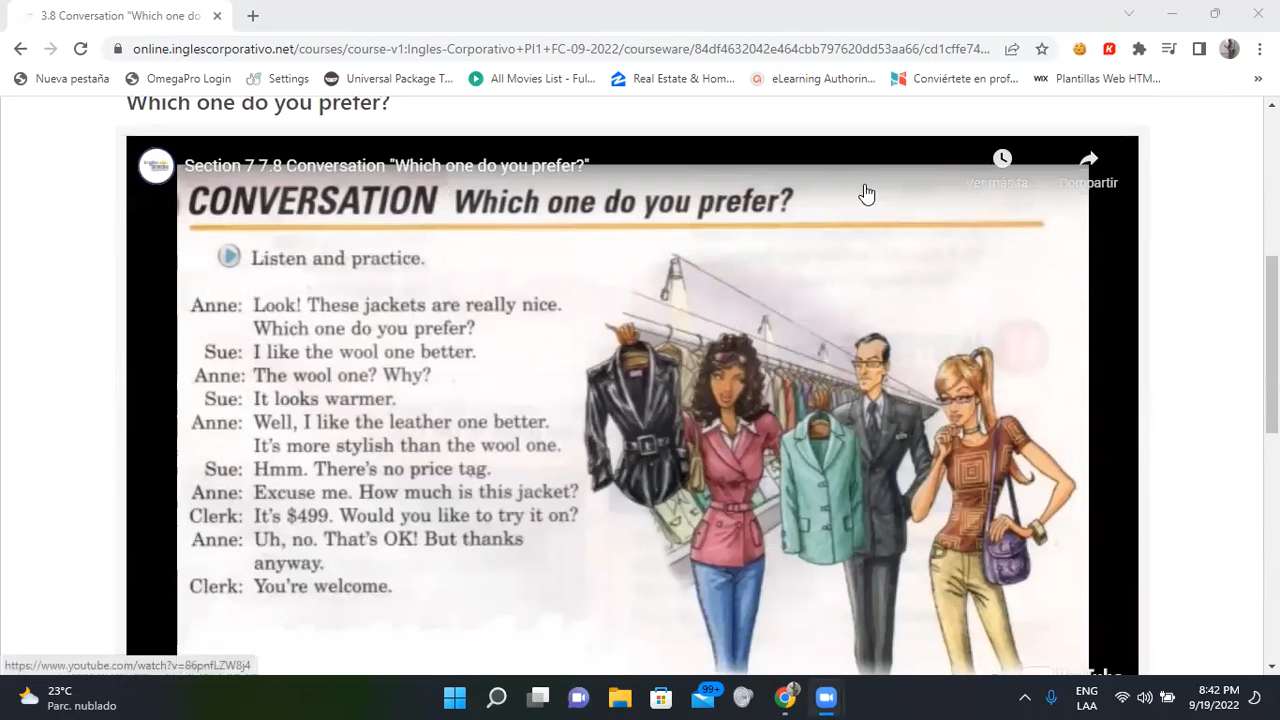 3.8 Conversation "Which one do
online.inglescorporativo.net/courses/course-v1:Ingles-Corporativo+PI1+FC-09-2022/courseware/84df4632042e464cbb797620dd53aa66/cd1cffe74...
Nueva pestaña OmegaPro Login Settings Universal Package T... All Movies List - Ful... Real Estate & Hom... eLearning Authorin... Conviértete en prof... WIX Plantillas Web HTM... »
Which one do you prefer?
Section 7 7.8 Conversation "Which one do you prefer?"
Ver más ta... Compartir
CONVERSATION Which one do you prefer?
Listen and practice.
Anne: Look! These jackets are really nice.
Which one do you prefer?
Sue: I like the wool one better.
Anne: The wool one? Why?
Sue: It looks warmer.
Anne: Well, I like the leather one better.
It's more stylish than the wool one.
Sue: Hmm. There's no price tag.
Anne: Excuse me. How much is this jacket?
Clerk: It's $499. Would you like to try it on?
Anne: Uh, no. That's OK! But thanks
anyway.
Clerk: You're welcome.
https://www.youtube.com/watch?v=86pnfLZW8j4
23°C
Parc. nublado
99+
ENG
LAA
8:42 PM
9/19/2022